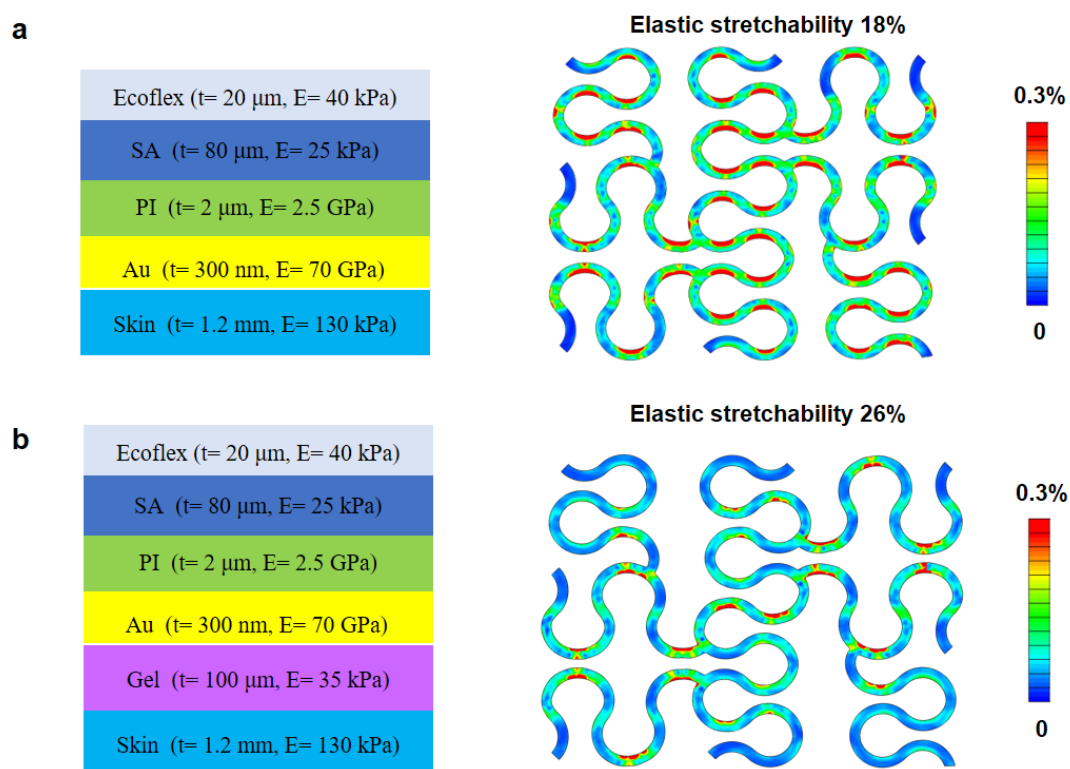 a
Elastic stretchability 18%
Ecoflex (t= 20 μm, E= 40 kPa)
SA (t= 80 μm, E= 25 kPa)
PI (t= 2 μm, E= 2.5 GPa)
Au (t= 300 nm, E= 70 GPa)
Skin (t= 1.2 mm, E= 130 kPa)
0.3%
0
b
Elastic stretchability 26%
Ecoflex (t= 20 μm, E= 40 kPa)
SA (t= 80 μm, E= 25 kPa)
PI (t= 2 μm, E= 2.5 GPa)
Au (t= 300 nm, E= 70 GPa)
Gel (t= 100 μm, E= 35 kPa)
Skin (t= 1.2 mm, E= 130 kPa)
0.3%
0